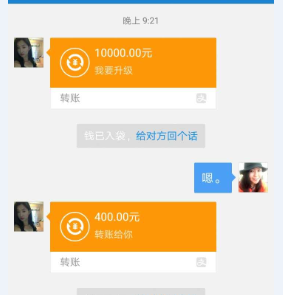 晚上 9:21
10000.00元
我要升级
转账
钱已入袋，给对方回个话
嗯。
400.00元
转账给你
转账